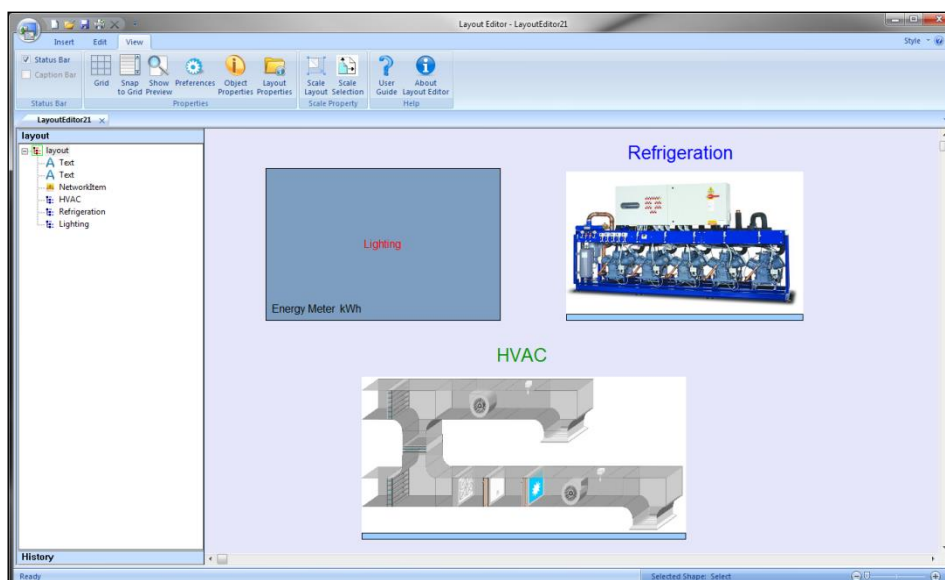 Layout Editor - LayoutEditor21
Insert Edit View Style
Status Bar
Caption Bar
Grid
Snap to Grid
Show Preview
Preferences
Object Properties
Layout Properties
Scale Layout
Scale Selection
User Guide
About Layout Editor
Status Bar Properties Scale Property Help
LayoutEditor21
layout
layout
Text
Text
NetworkItem
HVAC
Refrigeration
Lighting
Refrigeration
Lighting
Energy Meter kWh
HVAC
History
Ready Selected Shape: Select